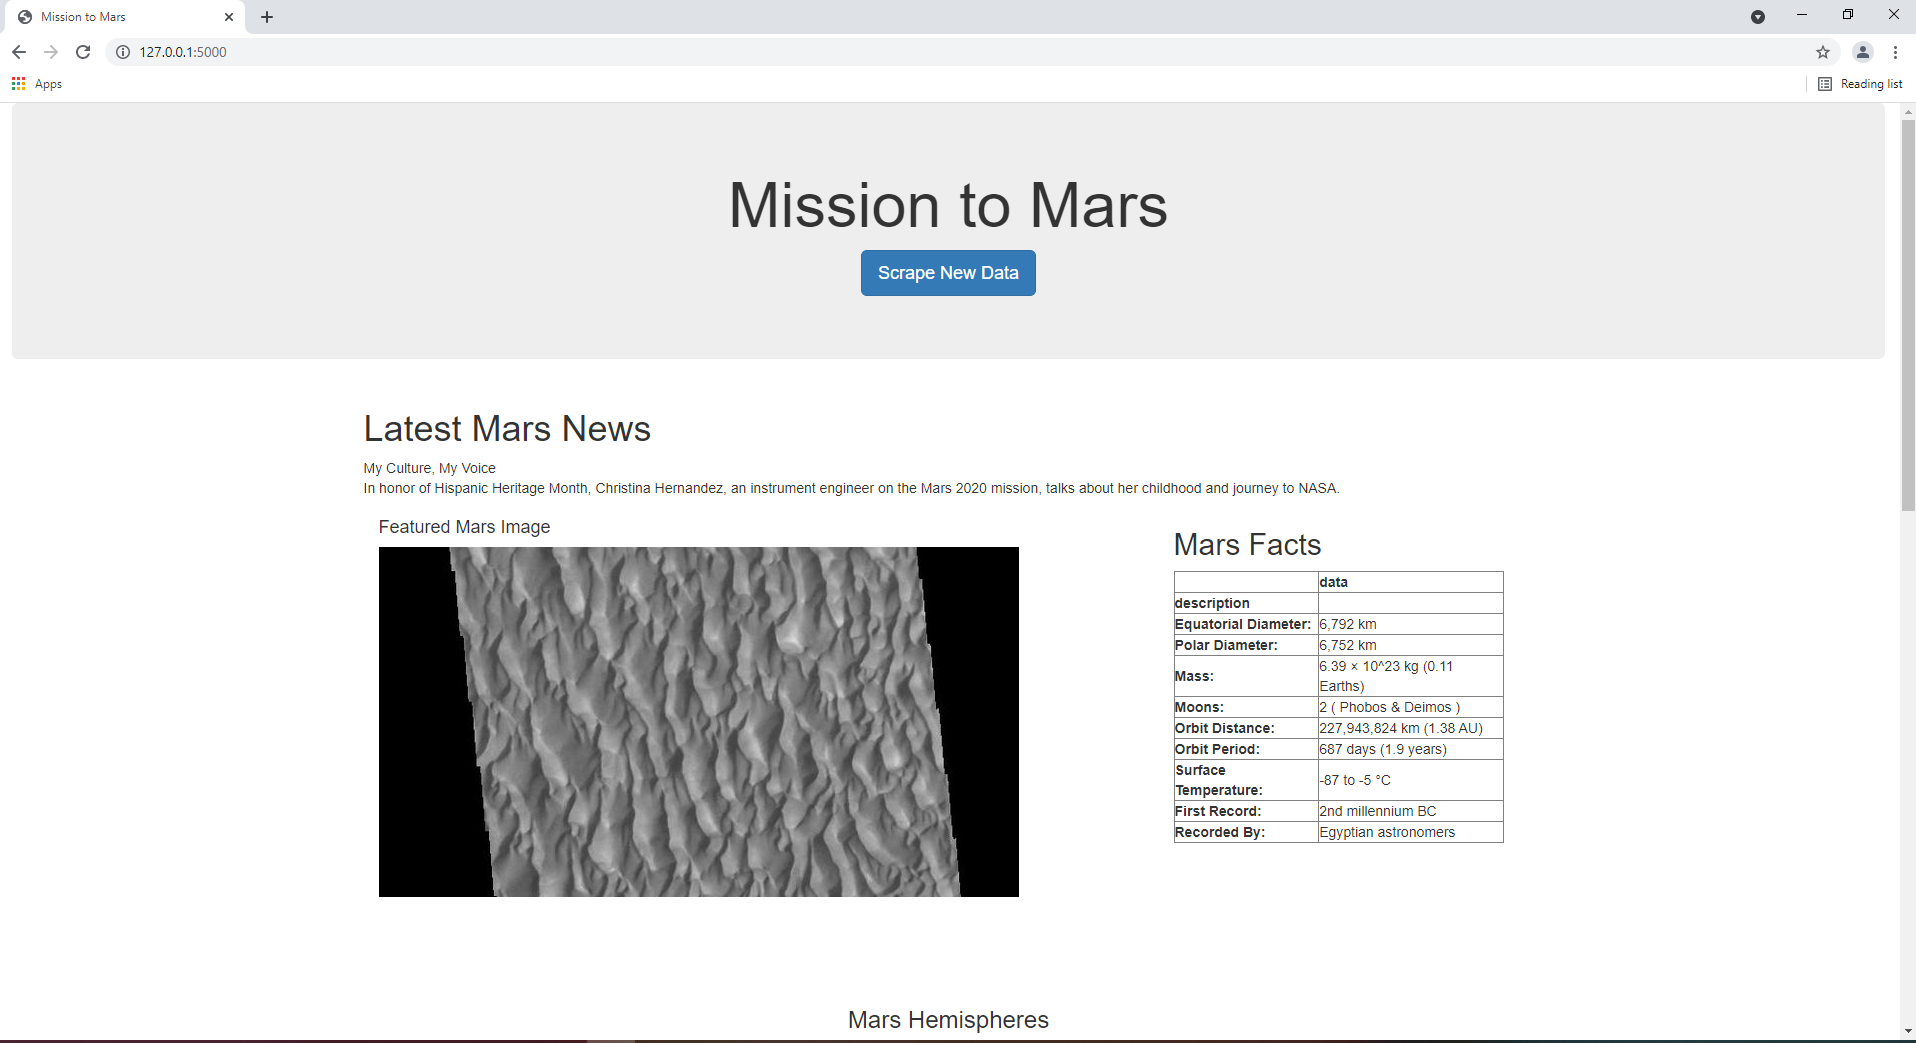 Mission to Mars
127.0.0.1:5000
Apps
Reading list
Mission to Mars
Scrape New Data
Latest Mars News
My Culture, My Voice
In honor of Hispanic Heritage Month, Christina Hernandez, an instrument engineer on the Mars 2020 mission, talks about her childhood and journey to NASA.
Featured Mars Image
Mars Facts
data
description
Equatorial Diameter: 6,792 km
Polar Diameter: 6,752 km
Mass: 6.39 × 10^23 kg (0.11
Earths)
Moons: 2 ( Phobos & Deimos )
Orbit Distance: 227,943,824 km (1.38 AU)
Orbit Period: 687 days (1.9 years)
Surface
Temperature: -87 to -5 °C
First Record: 2nd millennium BC
Recorded By: Egyptian astronomers
Mars Hemispheres